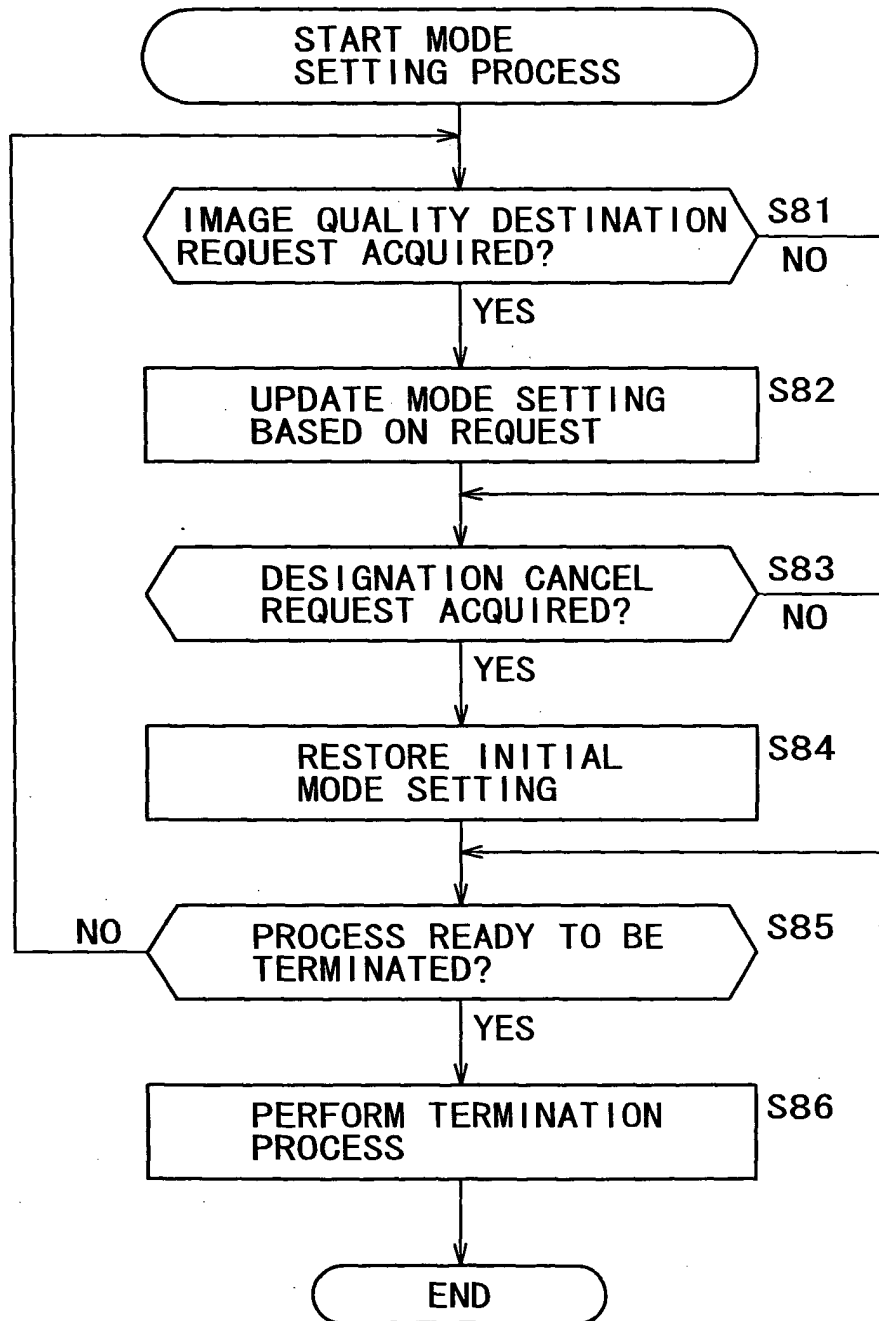 START MODE
SETTING PROCESS
IMAGE QUALITY DESTINATION
REQUEST ACQUIRED?
S81
NO
YES
UPDATE MODE SETTING
BASED ON REQUEST
S82
DESIGNATION CANCEL
REQUEST ACQUIRED?
S83
NO
YES
RESTORE INITIAL
MODE SETTING
S84
NO
PROCESS READY TO BE
TERMINATED?
S85
YES
PERFORM TERMINATION
PROCESS
S86
END